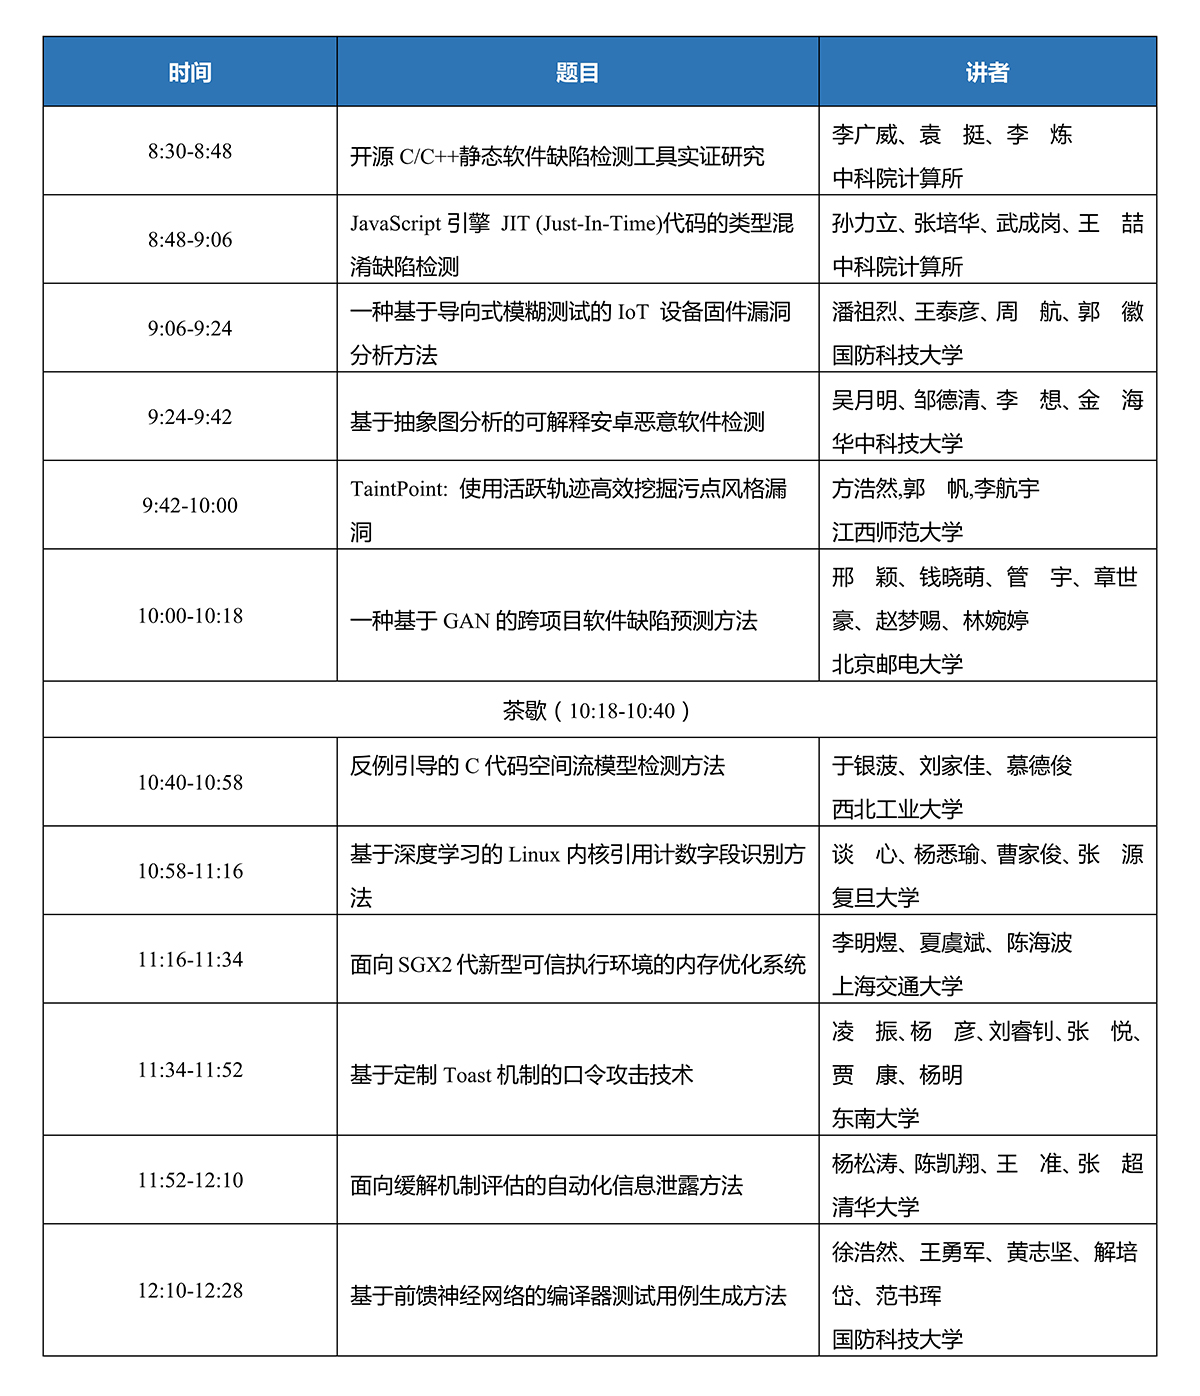 时间 题目 讲者
8:30-8:48
开源 C/C++静态软件缺陷检测工具实证研究
李广威、袁　挺、李　炼
中科院计算所
8:48-9:06
JavaScript 引擎 JIT (Just-In-Time)代码的类型混
淆缺陷检测
孙力立、张培华、武成岗、王　喆
中科院计算所
9:06-9:24
一种基于导向式模糊测试的 IoT 设备固件漏洞
分析方法
潘祖烈、王泰彦、周　航、郭　徽
国防科技大学
9:24-9:42
基于抽象图分析的可解释安卓恶意软件检测
吴月明、邹德清、李　想、金　海
华中科技大学
9:42-10:00
TaintPoint: 使用活跃轨迹高效挖掘污点风格漏
洞
方浩然,郭　帆,李航宇
江西师范大学
10:00-10:18
一种基于 GAN 的跨项目软件缺陷预测方法
邢　颖、钱晓萌、管　宇、章世
豪、赵梦赐、林婉婷
北京邮电大学
茶歇（10:18-10:40）
10:40-10:58
反例引导的 C 代码空间流模型检测方法
于银菠、刘家佳、慕德俊
西北工业大学
10:58-11:16
基于深度学习的 Linux 内核引用计数字段识别方
法
谈　心、杨悉瑜、曹家俊、张　源
复旦大学
11:16-11:34
面向 SGX2 代新型可信执行环境的内存优化系统
李明煜、夏虞斌、陈海波
上海交通大学
11:34-11:52
基于定制 Toast 机制的口令攻击技术
凌　振、杨　彦、刘睿钊、张　悦、
贾　康、杨明
东南大学
11:52-12:10
面向缓解机制评估的自动化信息泄露方法
杨松涛、陈凯翔、王　准、张　超
清华大学
12:10-12:28
基于前馈神经网络的编译器测试用例生成方法
徐浩然、王勇军、黄志坚、解培
岱、范书珲
国防科技大学